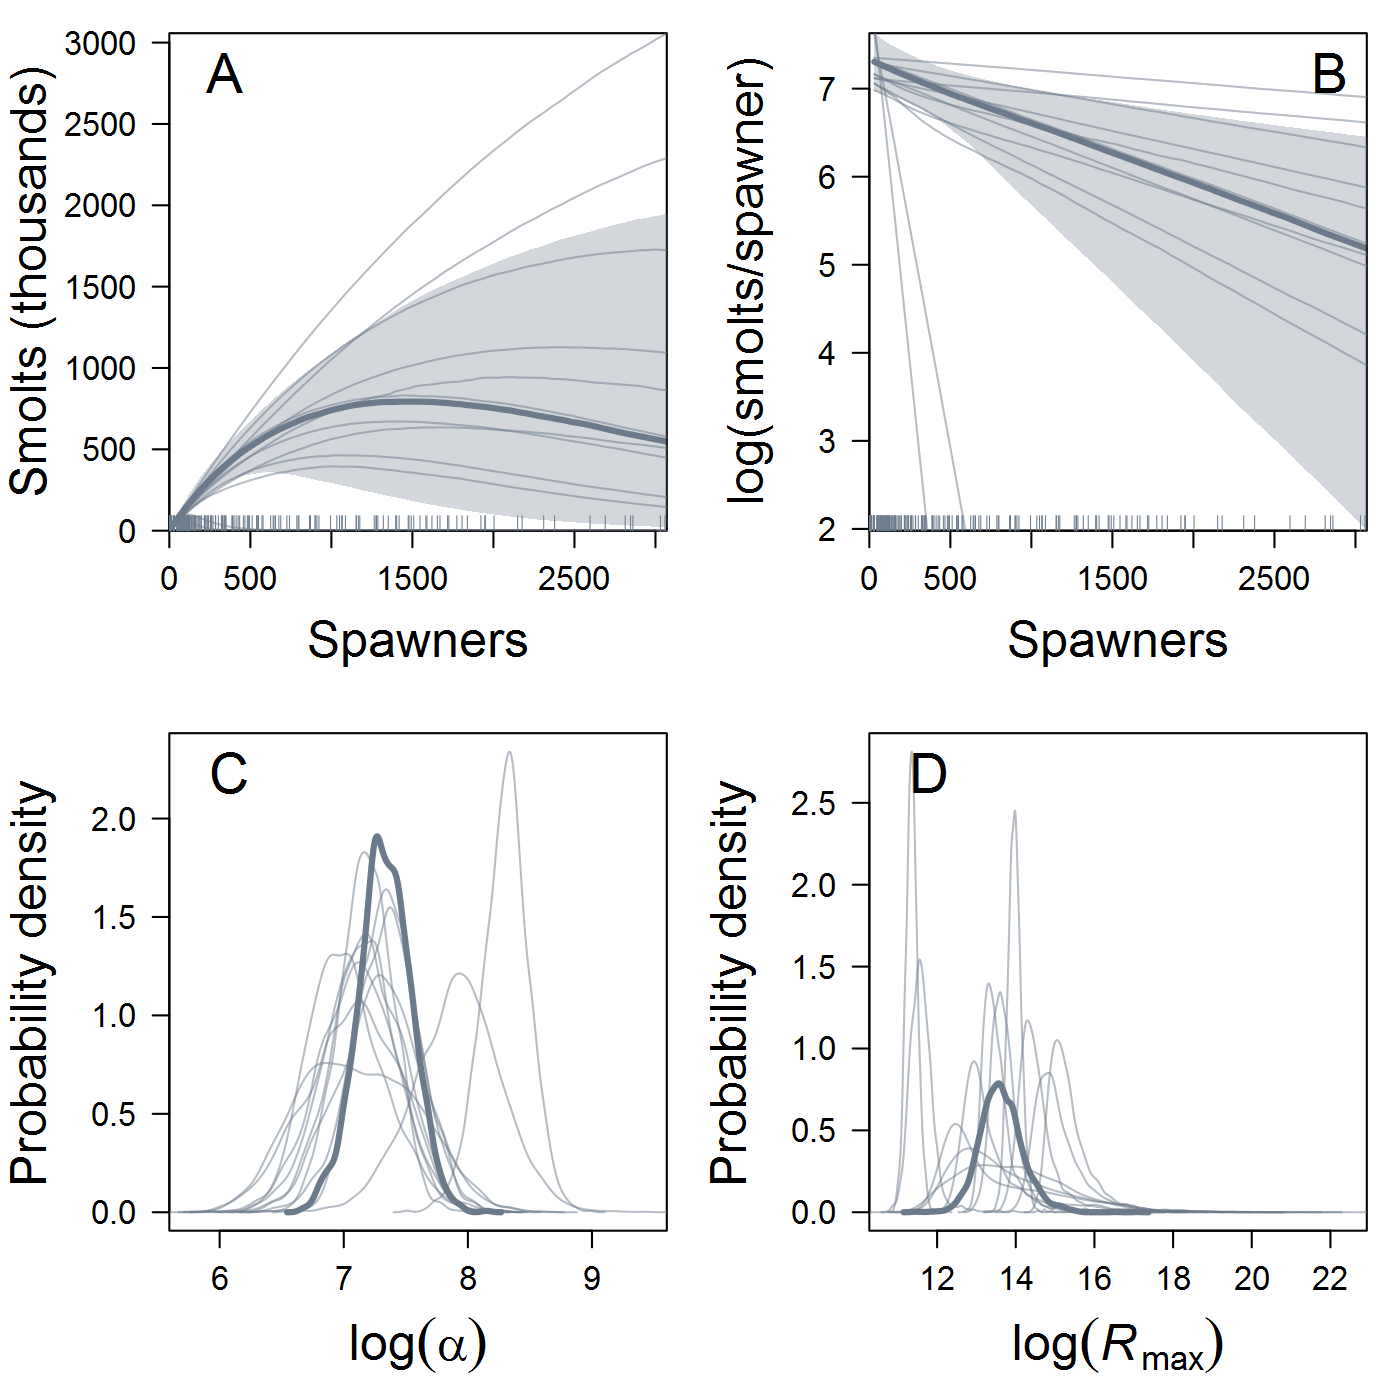 A
Smolts (thousands)
3000
2500
2000
1500
1000
500
0
0 500 1500 2500
Spawners
B
log(smolts/spawner)
7
6
5
4
3
2
0 500 1500 2500
Spawners
C
Probability density
2.0
1.5
1.0
0.5
0.0
6 7 8 9
log(α)
D
Probability density
2.5
2.0
1.5
1.0
0.5
0.0
12 14 16 18 20 22
log(Rmax)